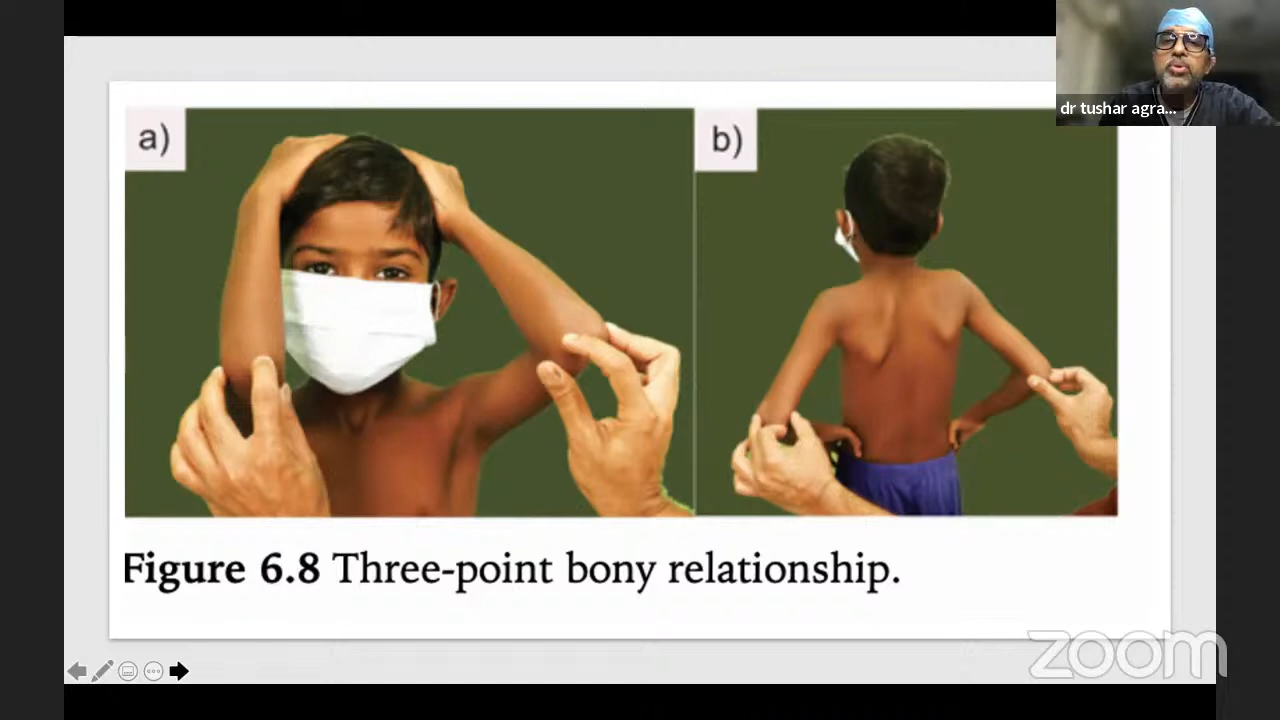 dr tushar agra...
a)
b)
Figure 6.8 Three-point bony relationship.
zoom